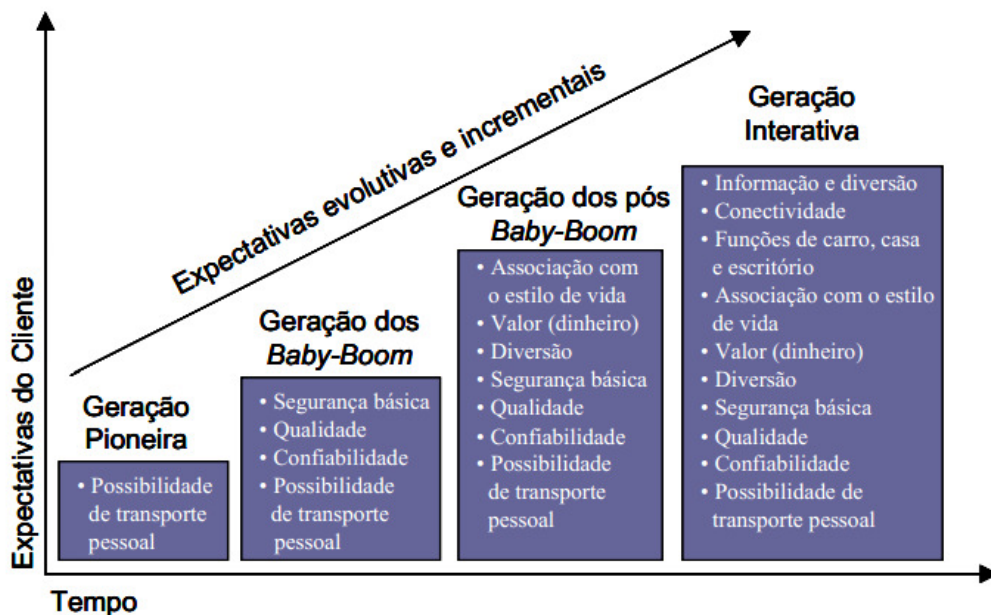 Expectativas do Cliente
Expectativas evolutivas e incrementais
Geração
Pioneira
• Possibilidade
de transporte
pessoal
Geração dos
Baby-Boom
• Segurança básica
• Qualidade
• Confiabilidade
• Possibilidade
de transporte
pessoal
Geração dos pós
Baby-Boom
• Associação com
o estilo de vida
• Valor (dinheiro)
• Diversão
• Segurança básica
• Qualidade
• Confiabilidade
• Possibilidade
de transporte
pessoal
Geração
Interativa
• Informação e diversão
• Conectividade
• Funções de carro, casa
e escritório
• Associação com o estilo
de vida
• Valor (dinheiro)
• Diversão
• Segurança básica
• Qualidade
• Confiabilidade
• Possibilidade de
transporte pessoal
Tempo